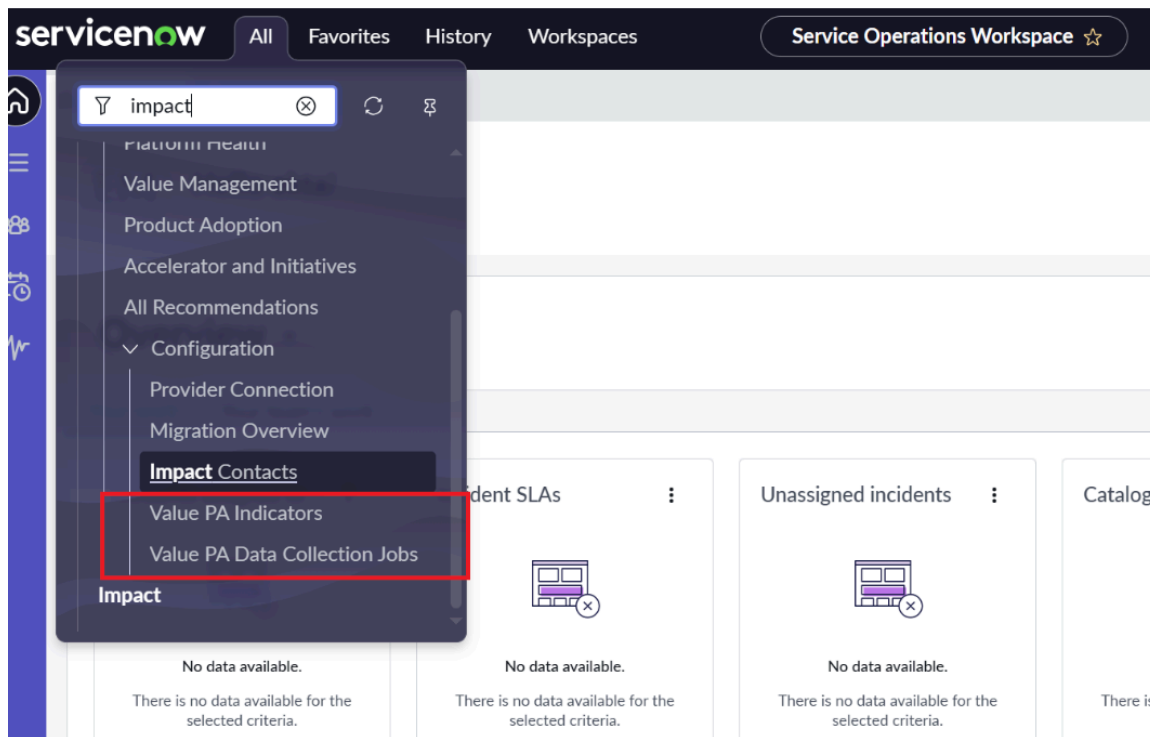 servicenow
All
Favorites
History
Workspaces
Service Operations Workspace
impact
Platform Health
Value Management
Product Adoption
Accelerator and Initiatives
All Recommendations
Configuration
Provider Connection
Migration Overview
Impact Contacts
Value PA Indicators
Value PA Data Collection Jobs
Impact
dent SLAs
Unassigned incidents
Catalog
No data available.
There is no data available for the
selected criteria.
No data available.
There is no data available for the
selected criteria.
No data available.
There is no data available for the
selected criteria.
There is